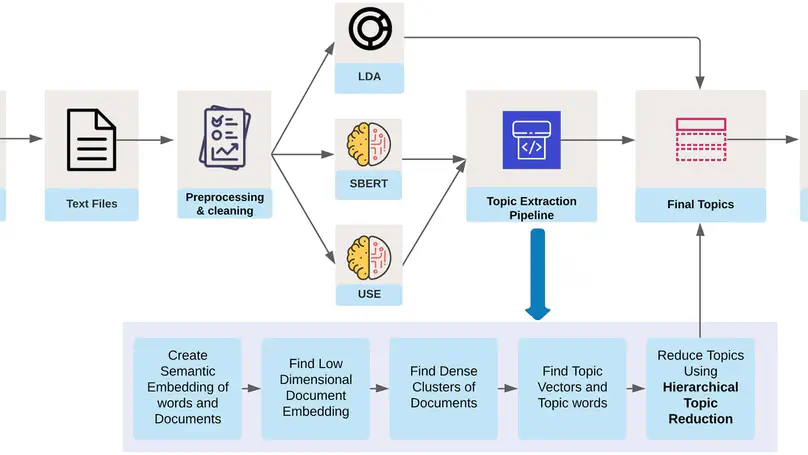 LDA
Text Files
Preprocessing
& cleaning
SBERT
</>
Topic Extraction
Pipeline
Final Topics
USE
Create
Semantic
Embedding of
words and
Documents
Find Low
Dimensional
Document
Embedding
Find Dense
Clusters of
Documents
Find Topic
Vectors and
Topic words
Reduce Topics
Using
Hierarchical
Topic
Reduction